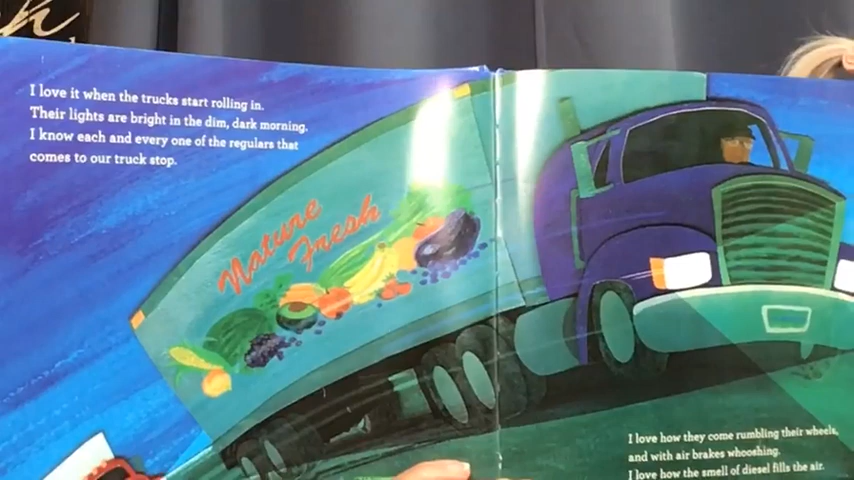 I love it when the trucks start rolling in.
Their lights are bright in the dim, dark morning.
I know each and every one of the regulars that
comes to our truck stop.
Nature
Fresh
I love how they come rumbling their wheels,
and with air brakes whooshing.
I love how the smell of diesel fills the air.